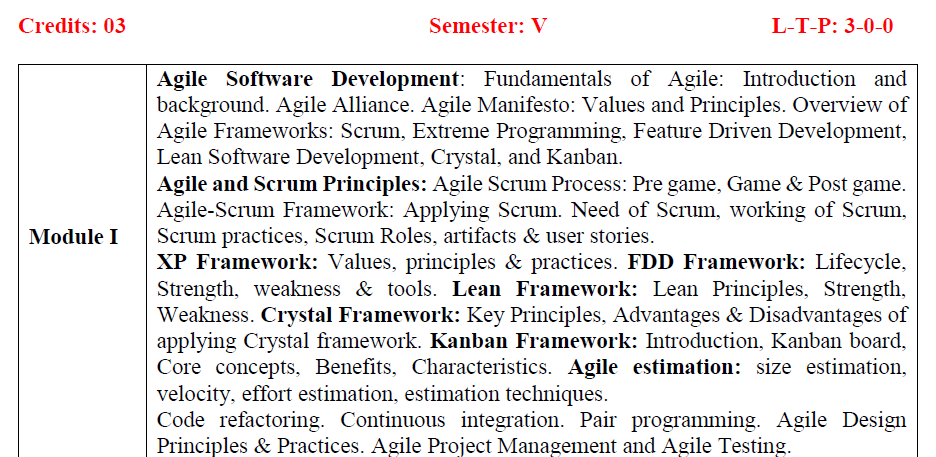 Credits: 03 Semester: V L-T-P: 3-0-0
Agile Software Development: Fundamentals of Agile: Introduction and
background. Agile Alliance. Agile Manifesto: Values and Principles. Overview of
Agile Frameworks: Scrum, Extreme Programming, Feature Driven Development,
Lean Software Development, Crystal, and Kanban.
Agile and Scrum Principles: Agile Scrum Process: Pre game, Game & Post game.
Agile-Scrum Framework: Applying Scrum. Need of Scrum, working of Scrum,
Module I
Scrum practices, Scrum Roles, artifacts & user stories.
XP Framework: Values, principles & practices. FDD Framework: Lifecycle,
Strength, weakness & tools. Lean Framework: Lean Principles, Strength,
Weakness. Crystal Framework: Key Principles, Advantages & Disadvantages of
applying Crystal framework. Kanban Framework: Introduction, Kanban board,
Core concepts, Benefits, Characteristics. Agile estimation: size estimation,
velocity, effort estimation, estimation techniques.
Code refactoring. Continuous integration. Pair programming. Agile Design
Principles & Practices. Agile Project Management and Agile Testing.